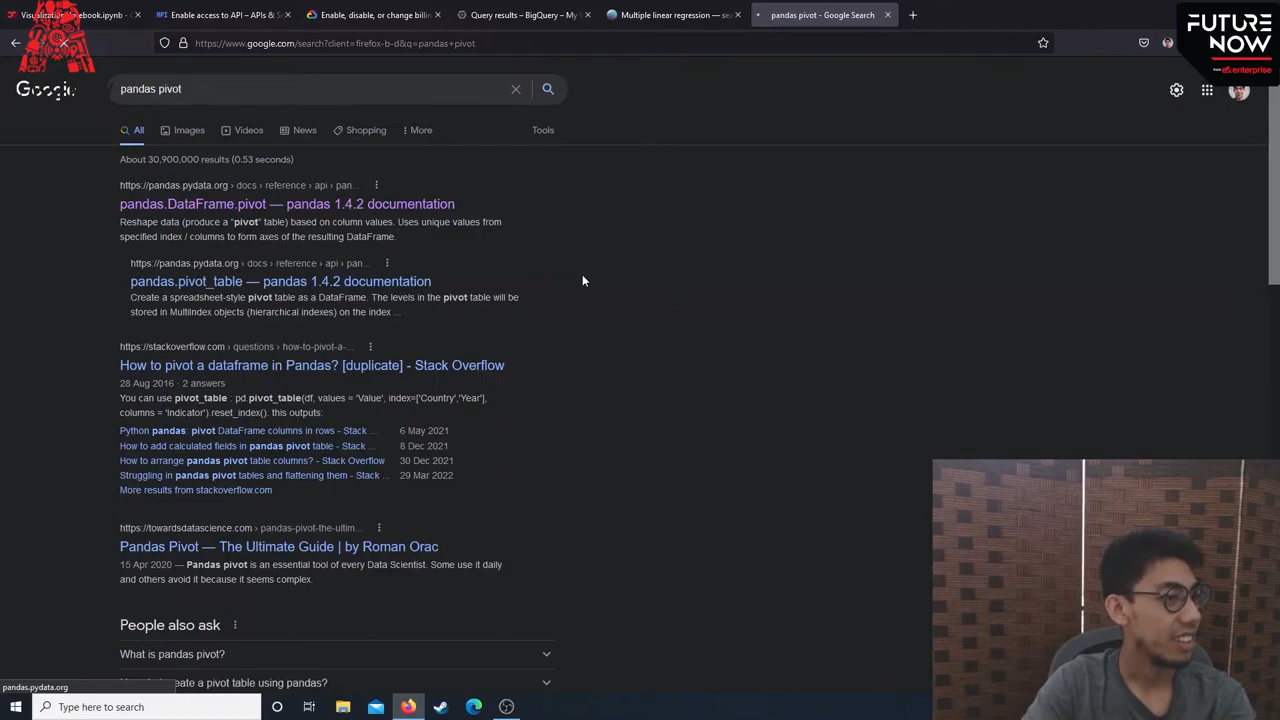 Visualization
ebook.ipynb
Enable access to API – APIs & Se
Enable, disable, or change billin
Query results – BigQuery – My
Multiple linear regression — sea
pandas pivot - Google Search
FUTURE
NOW
from e& enterprise
https://www.google.com/search?client=firefox-b-d&q=pandas+pivot
Google
pandas pivot
All
Images
Videos
News
Shopping
More
Tools
About 30,900,000 results (0.53 seconds)
https://pandas.pydata.org › docs › reference › api › pan...
pandas.DataFrame.pivot — pandas 1.4.2 documentation
Reshape data (produce a "pivot" table) based on column values. Uses unique values from
specified index / columns to form axes of the resulting DataFrame.
https://pandas.pydata.org › docs › reference › api › pan...
pandas.pivot_table — pandas 1.4.2 documentation
Create a spreadsheet-style pivot table as a DataFrame. The levels in the pivot table will be
stored in MultiIndex objects (hierarchical indexes) on the index ...
https://stackoverflow.com › questions › how-to-pivot-a-...
How to pivot a dataframe in Pandas? [duplicate] - Stack Overflow
28 Aug 2016 · 2 answers
You can use pivot_table : pd.pivot_table(df, values = 'Value', index=['Country','Year'],
columns = 'Indicator').reset_index(). this outputs:
Python pandas: pivot DataFrame columns in rows - Stack ... 6 May 2021
How to add calculated fields in pandas pivot table - Stack ... 8 Dec 2021
How to arrange pandas pivot table columns? - Stack Overflow 30 Dec 2021
Struggling in pandas pivot tables and flattening them - Stack ... 29 Mar 2022
More results from stackoverflow.com
https://towardsdatascience.com › pandas-pivot-the-ultim...
Pandas Pivot — The Ultimate Guide | by Roman Orac
15 Apr 2020 — Pandas pivot is an essential tool of every Data Scientist. Some use it daily
and others avoid it because it seems complex.
People also ask
What is pandas pivot?
eate a pivot table using pandas?
pandas.pydata.org
Type here to search